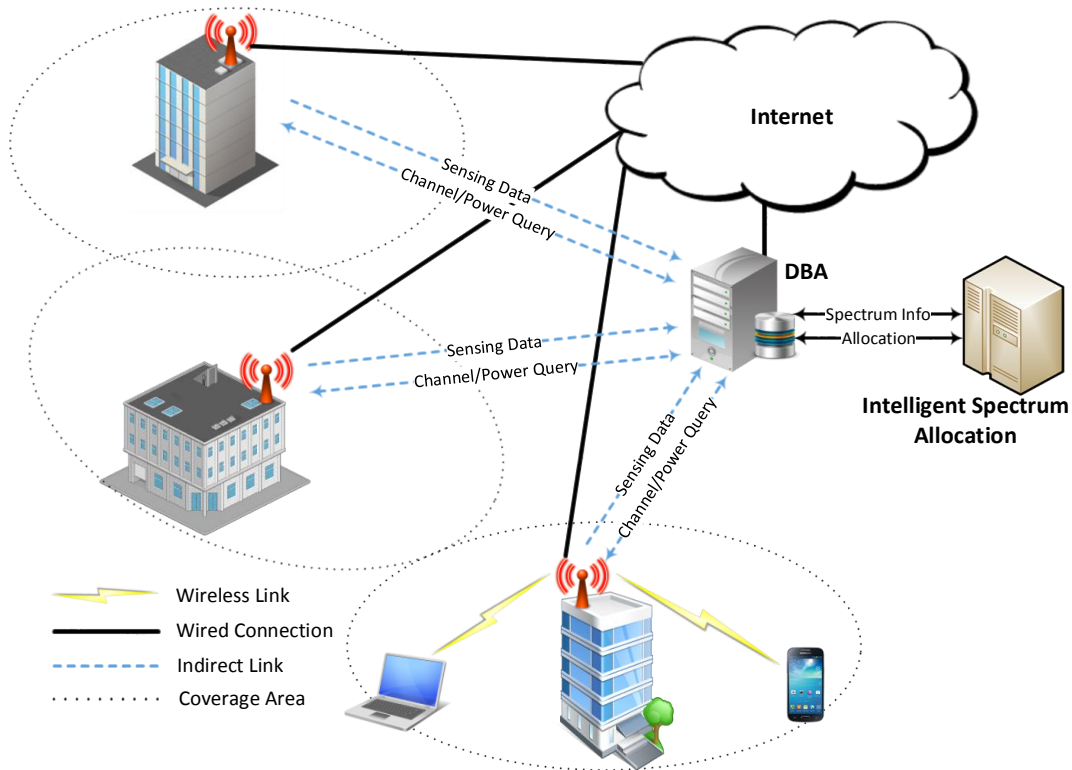 Internet
Sensing Data
Channel/Power Query
DBA
Spectrum Info
Allocation
Sensing Data
Channel/Power Query
Intelligent Spectrum
Allocation
Sensing Data
Channel/Power Query
Wireless Link
Wired Connection
Indirect Link
Coverage Area